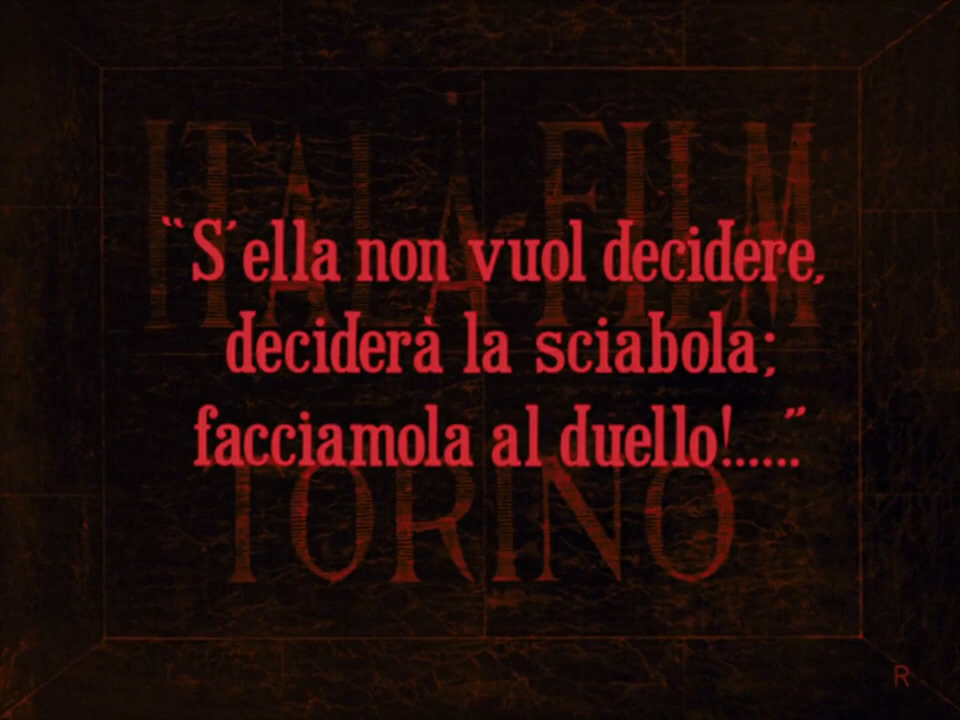 ITALA-FILM
“S'ella non vuol decidere,
deciderà la sciabola;
facciamola al duello!......”
TORINO
R